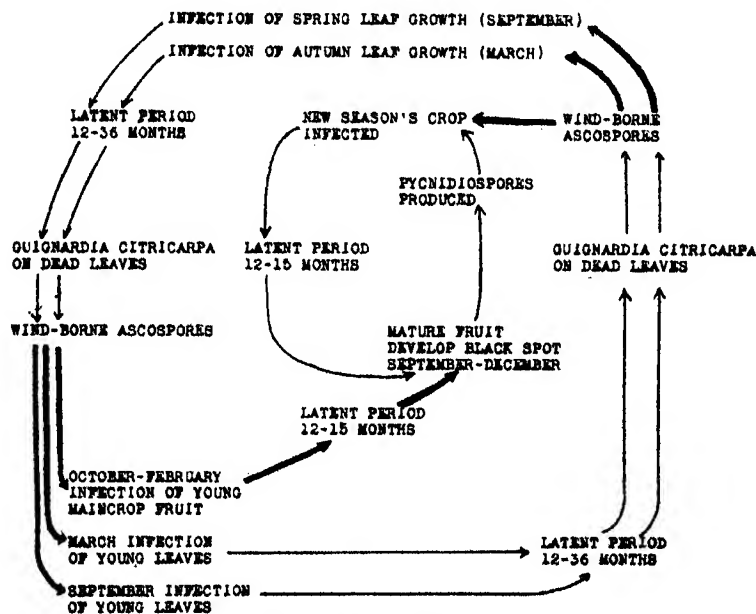 INFECTION OF SPRING LEAF GROWTH (SEPTEMBER)
INFECTION OF AUTUMN LEAF GROWTH (MARCH)
LATENT PERIOD
12-36 MONTHS
NEW SEASON'S CROP
INFECTED
WIND-BORNE
ASCOSPORES
PYCNIDIOSPORES
PRODUCED
GUIGNARDIA CITRICARPA
ON DEAD LEAVES
LATENT PERIOD
12-15 MONTHS
GUIGNARDIA CITRICARPA
ON DEAD LEAVES
WIND-BORNE ASCOSPORES
MATURE FRUIT
DEVELOP BLACK SPOT
SEPTEMBER-DECEMBER
LATENT PERIOD
12-15 MONTHS
OCTOBER-FEBRUARY
INFECTION OF YOUNG
MAINCROP FRUIT
MARCH INFECTION
OF YOUNG LEAVES
LATENT PERIOD
12-36 MONTHS
SEPTEMBER INFECTION
OF YOUNG LEAVES